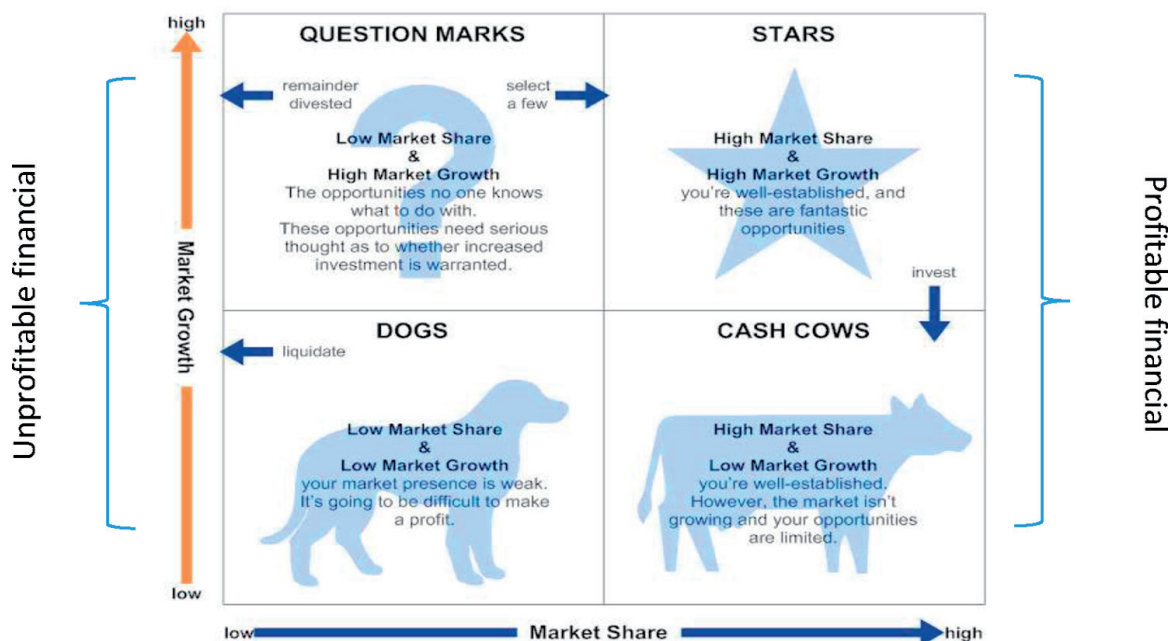 high
QUESTION MARKS
STARS
remainder
divested
select
a few
Low Market Share
&
High Market Growth
The opportunities no one knows
what to do with.
These opportunities need serious
thought as to whether increased
investment is warranted.
High Market Share
&
High Market Growth
you're well-established, and
these are fantastic
opportunities
invest
Unprofitable financial
Market Growth
Profitable financial
DOGS
CASH COWS
liquidate
Low Market Share
&
Low Market Growth
your market presence is weak.
It's going to be difficult to make
a profit.
High Market Share
&
Low Market Growth
you're well-established.
However, the market isn't
growing and your opportunities
are limited.
low
low
Market Share
high